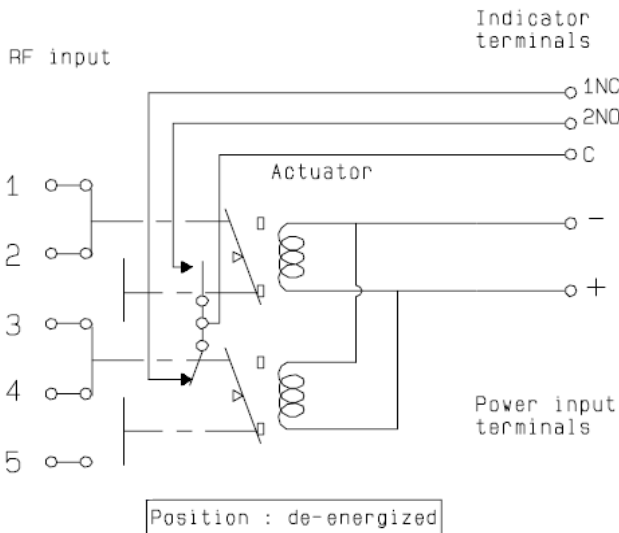 Indicator
terminals
RF input
1NC
2NO
C
Actuator
1
2
3
4
5
−
+
Power input
terminals
Position : de-energized